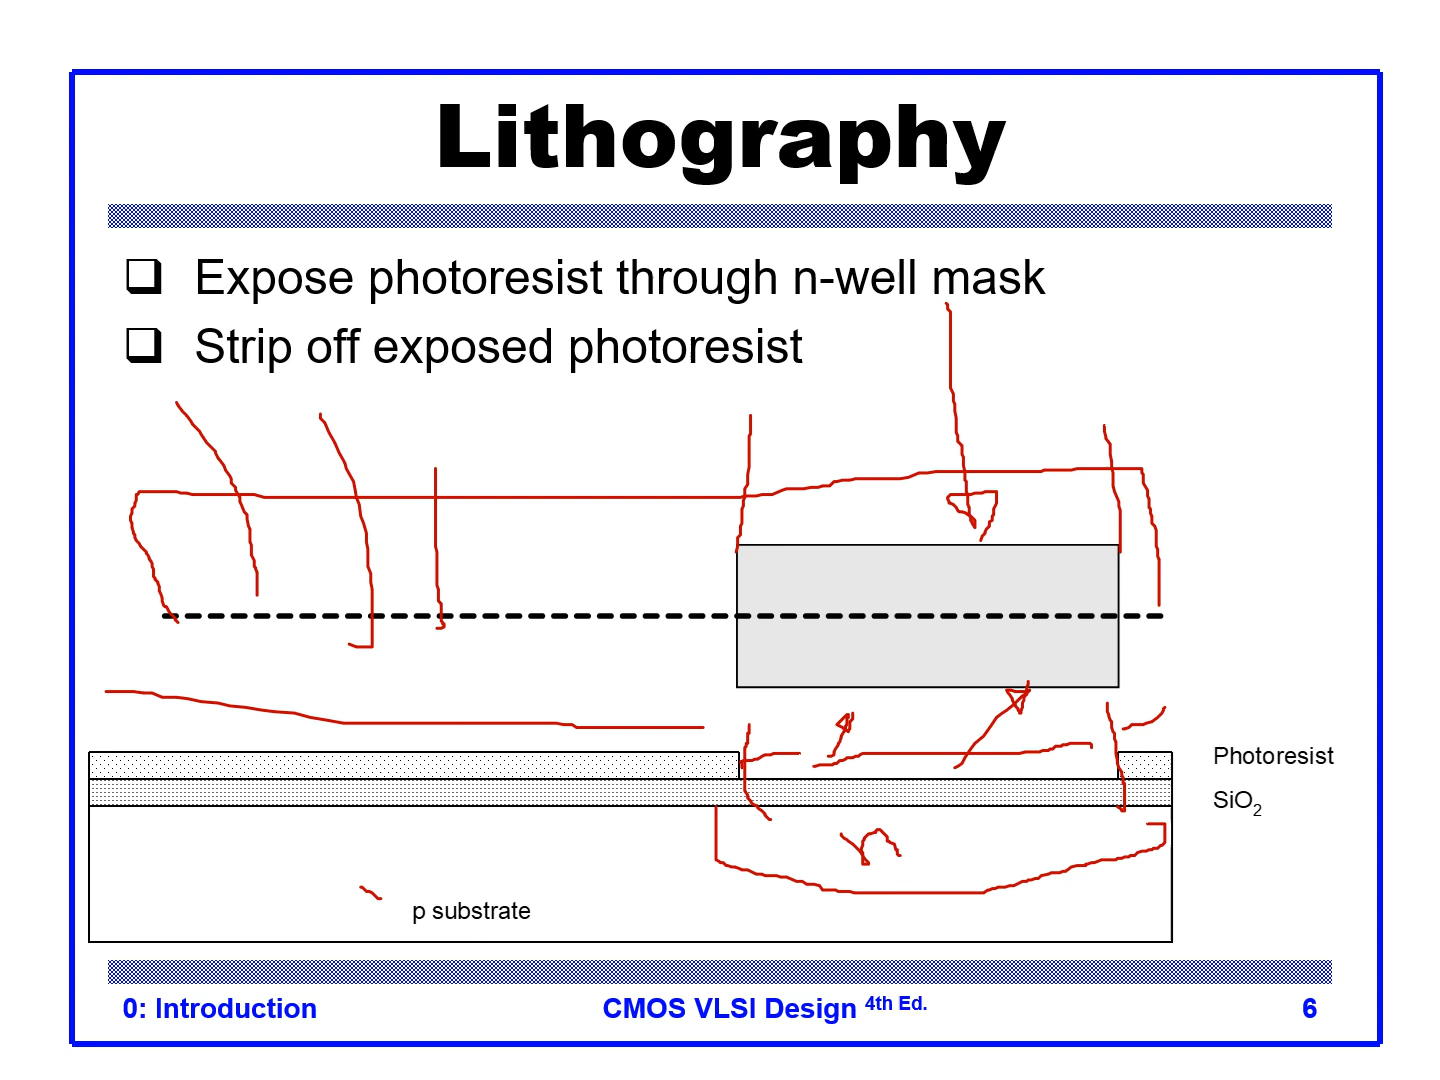 Lithography
Expose photoresist through n-well mask
Strip off exposed photoresist
Photoresist
SiO2
n
p substrate
0: Introduction
CMOS VLSI Design 4th Ed.
6